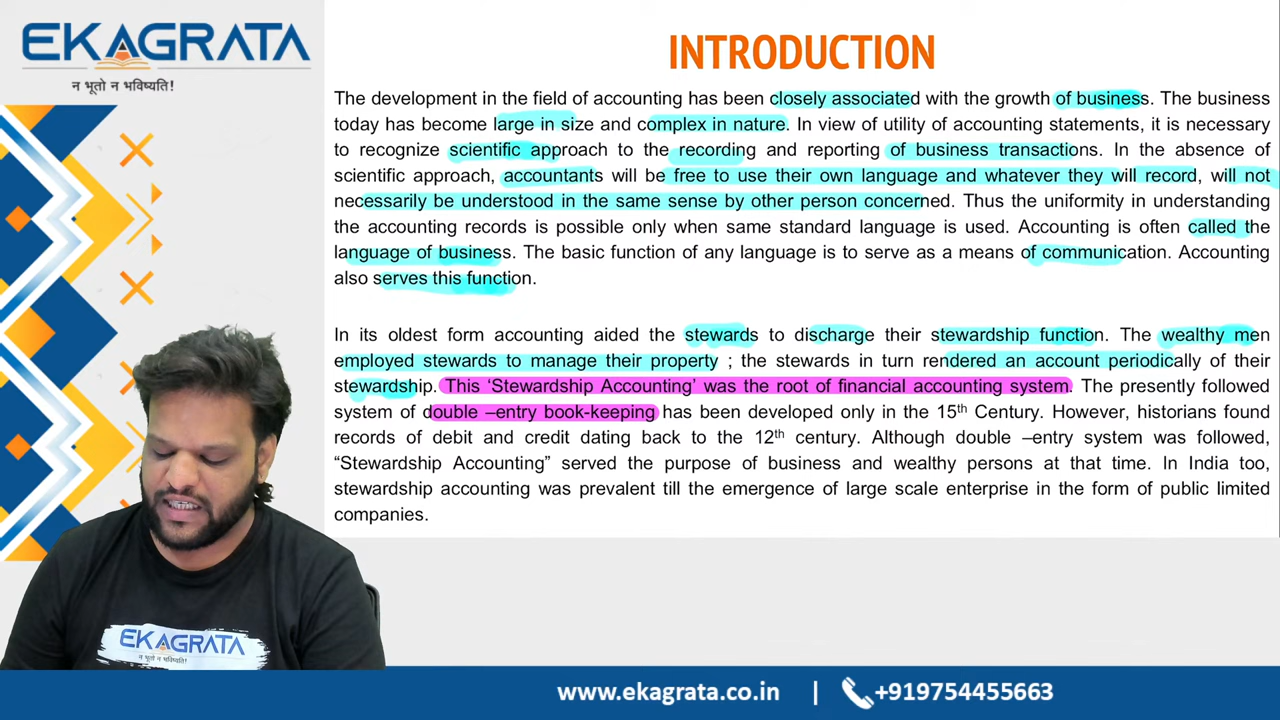 EKAGRATA
न भूतो न भविष्यति!
INTRODUCTION
The development in the field of accounting has been closely associated with the growth of business. The business
today has become large in size and complex in nature. In view of utility of accounting statements, it is necessary
to recognize scientific approach to the recording and reporting of business transactions. In the absence of
scientific approach, accountants will be free to use their own language and whatever they will record, will not
necessarily be understood in the same sense by other person concerned. Thus the uniformity in understanding
the accounting records is possible only when same standard language is used. Accounting is often called the
language of business. The basic function of any language is to serve as a means of communication. Accounting
also serves this function.
In its oldest form accounting aided the stewards to discharge their stewardship function. The wealthy men
employed stewards to manage their property ; the stewards in turn rendered an account periodically of their
stewardship. This ‘Stewardship Accounting’ was the root of financial accounting system. The presently followed
system of double –entry book-keeping has been developed only in the 15th Century. However, historians found
records of debit and credit dating back to the 12th century. Although double –entry system was followed,
“Stewardship Accounting” served the purpose of business and wealthy persons at that time. In India too,
stewardship accounting was prevalent till the emergence of large scale enterprise in the form of public limited
companies.
EKAGRATA
न भूतो न भविष्यति!
www.ekagrata.co.in | +919754455663